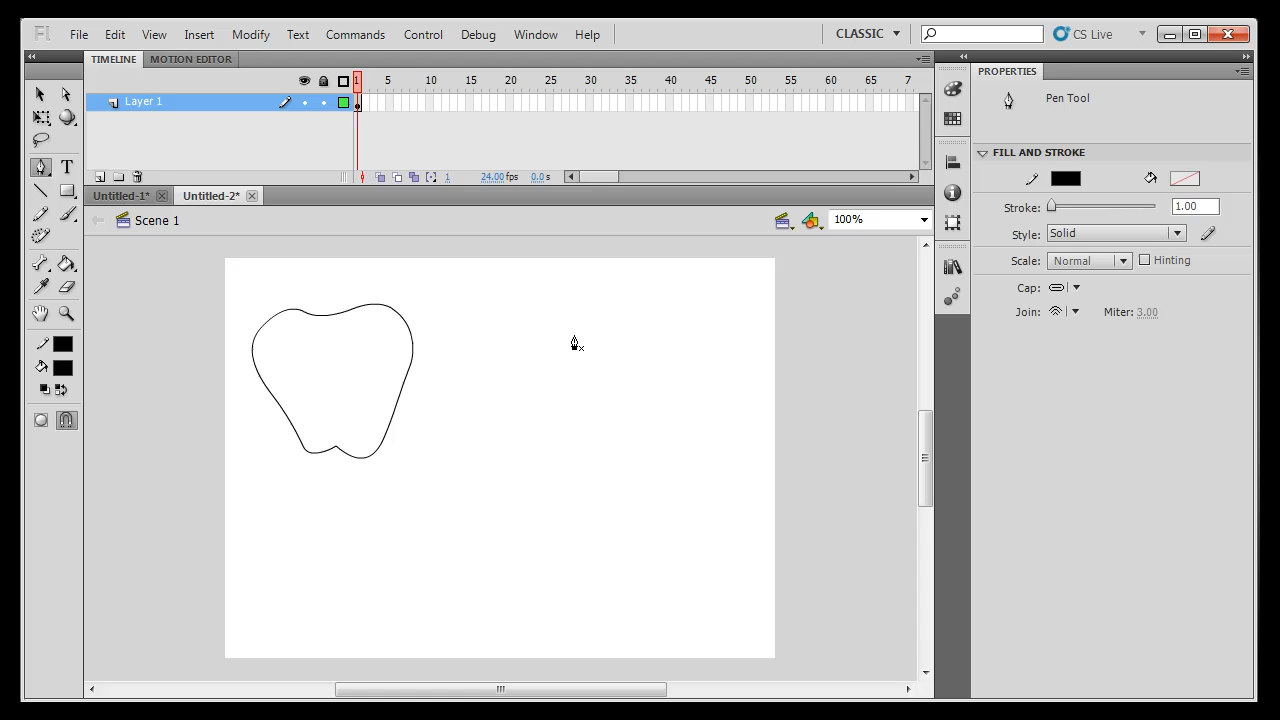 Fl File Edit View Insert Modify Text Commands Control Debug Window Help CLASSIC CS Live
TIMELINE MOTION EDITOR
1 5 10 15 20 25 30 35 40 45 50 55 60 65 7
Layer 1
1 24.00 fps 0.0 s
Untitled-1* Untitled-2*
Scene 1 100%
T
PROPERTIES
Pen Tool
FILL AND STROKE
Stroke: 1.00
Style: Solid
Scale: Normal Hinting
Cap:
Join: Miter: 3.00